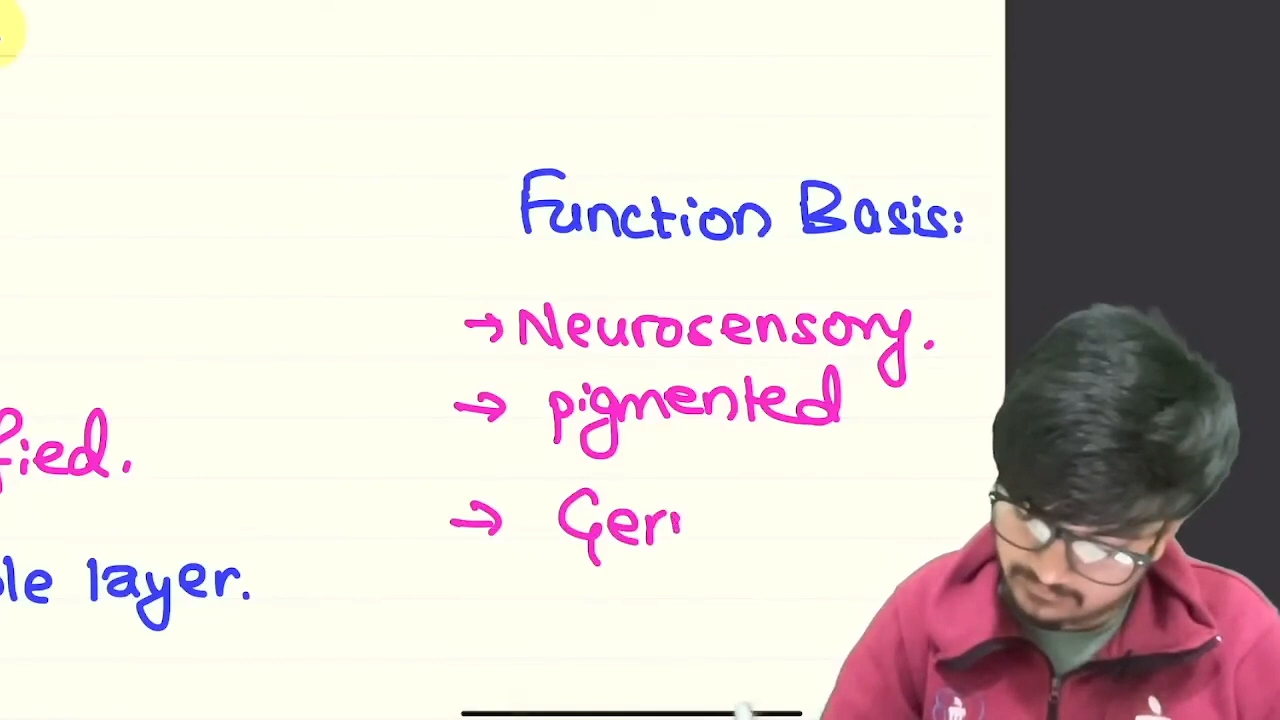 Function Basis:
→ Neurosensory.
→ pigmented
fied.
→ Ger
le layer.